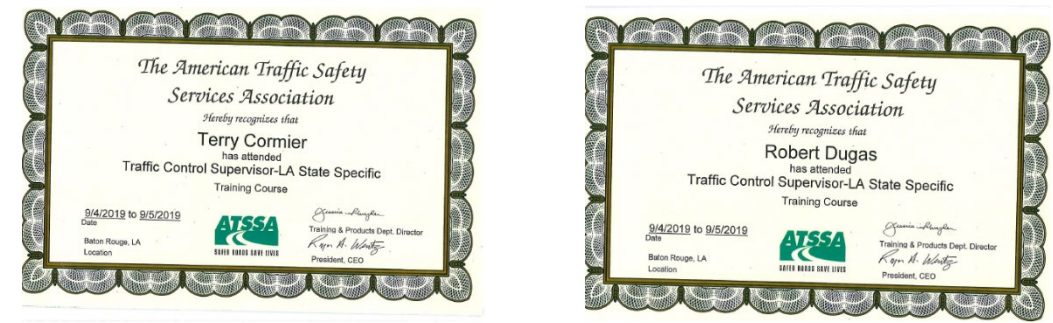 The American Traffic Safety
Services Association
Hereby recognizes that
Terry Cormier
has attended
Traffic Control Supervisor-LA State Specific
Training Course
9/4/2019 to 9/5/2019
Date
Baton Rouge, LA
Location
ATSSA
SAFER ROADS SAVE LIVES
Training & Products Dept. Director
President, CEO
The American Traffic Safety
Services Association
Hereby recognizes that
Robert Dugas
has attended
Traffic Control Supervisor-LA State Specific
Training Course
9/4/2019 to 9/5/2019
Date
Baton Rouge, LA
Location
ATSSA
SAFER ROADS SAVE LIVES
Training & Products Dept. Director
President, CEO